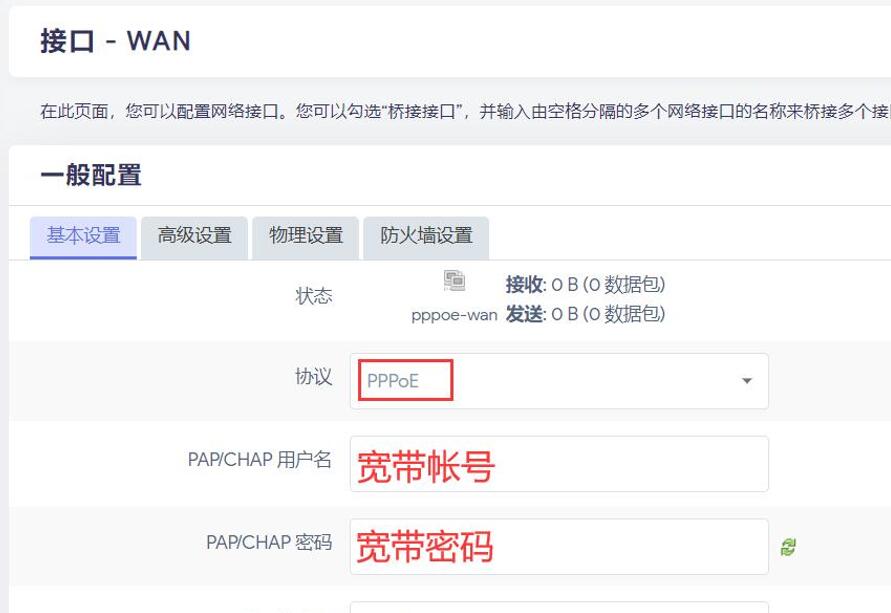 接口 - WAN
在此页面，您可以配置网络接口。您可以勾选“桥接接口”，并输入由空格分隔的多个网络接口的名称来桥接多个接
一般配置
基本设置 高级设置 物理设置 防火墙设置
状态
接收: 0 B (0 数据包)
pppoe-wan 发送: 0 B (0 数据包)
协议 PPPoE
PAP/CHAP 用户名 宽带帐号
PAP/CHAP 密码 宽带密码